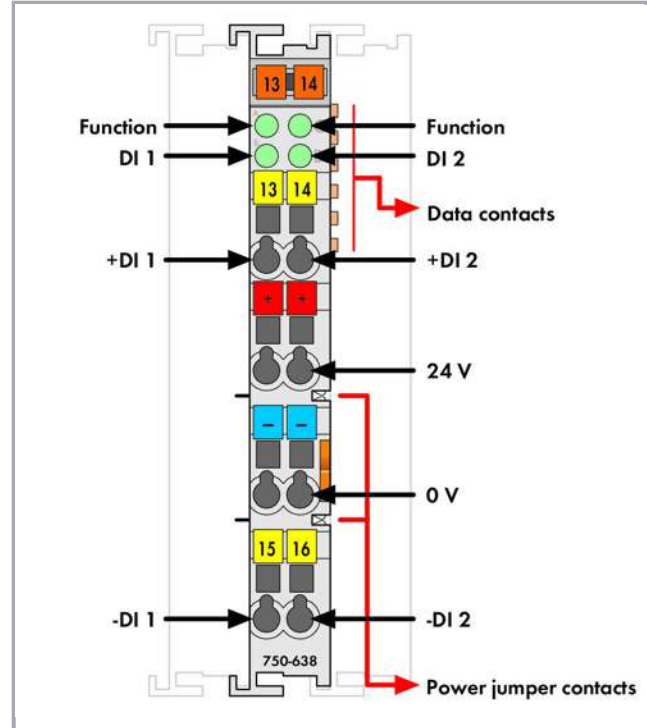 13 14
Function Function
DI 1 DI 2
13 14
Data contacts
+DI 1 +DI 2
+ +
24 V
− −
0 V
15 16
-DI 1 -DI 2
750-638
Power jumper contacts